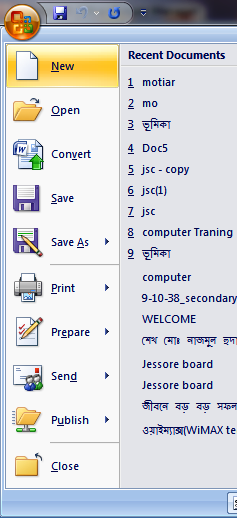 Recent Documents
New
Open
Convert
Save
Save As
Print
Prepare
Send
Publish
Close
1 motiar
2 mo
3 ভূমিকা
4 Doc5
5 jsc - copy
6 jsc(1)
7 jsc
8 computer Traning
9 ভূমিকা
computer
9-10-38_secondary
WELCOME
শেখ মোঃ নাজমুল হুদা
Jessore board
Jessore board
জীবনে বড় বড় সফল
ওয়াইম্যাক্স(WiMAX te